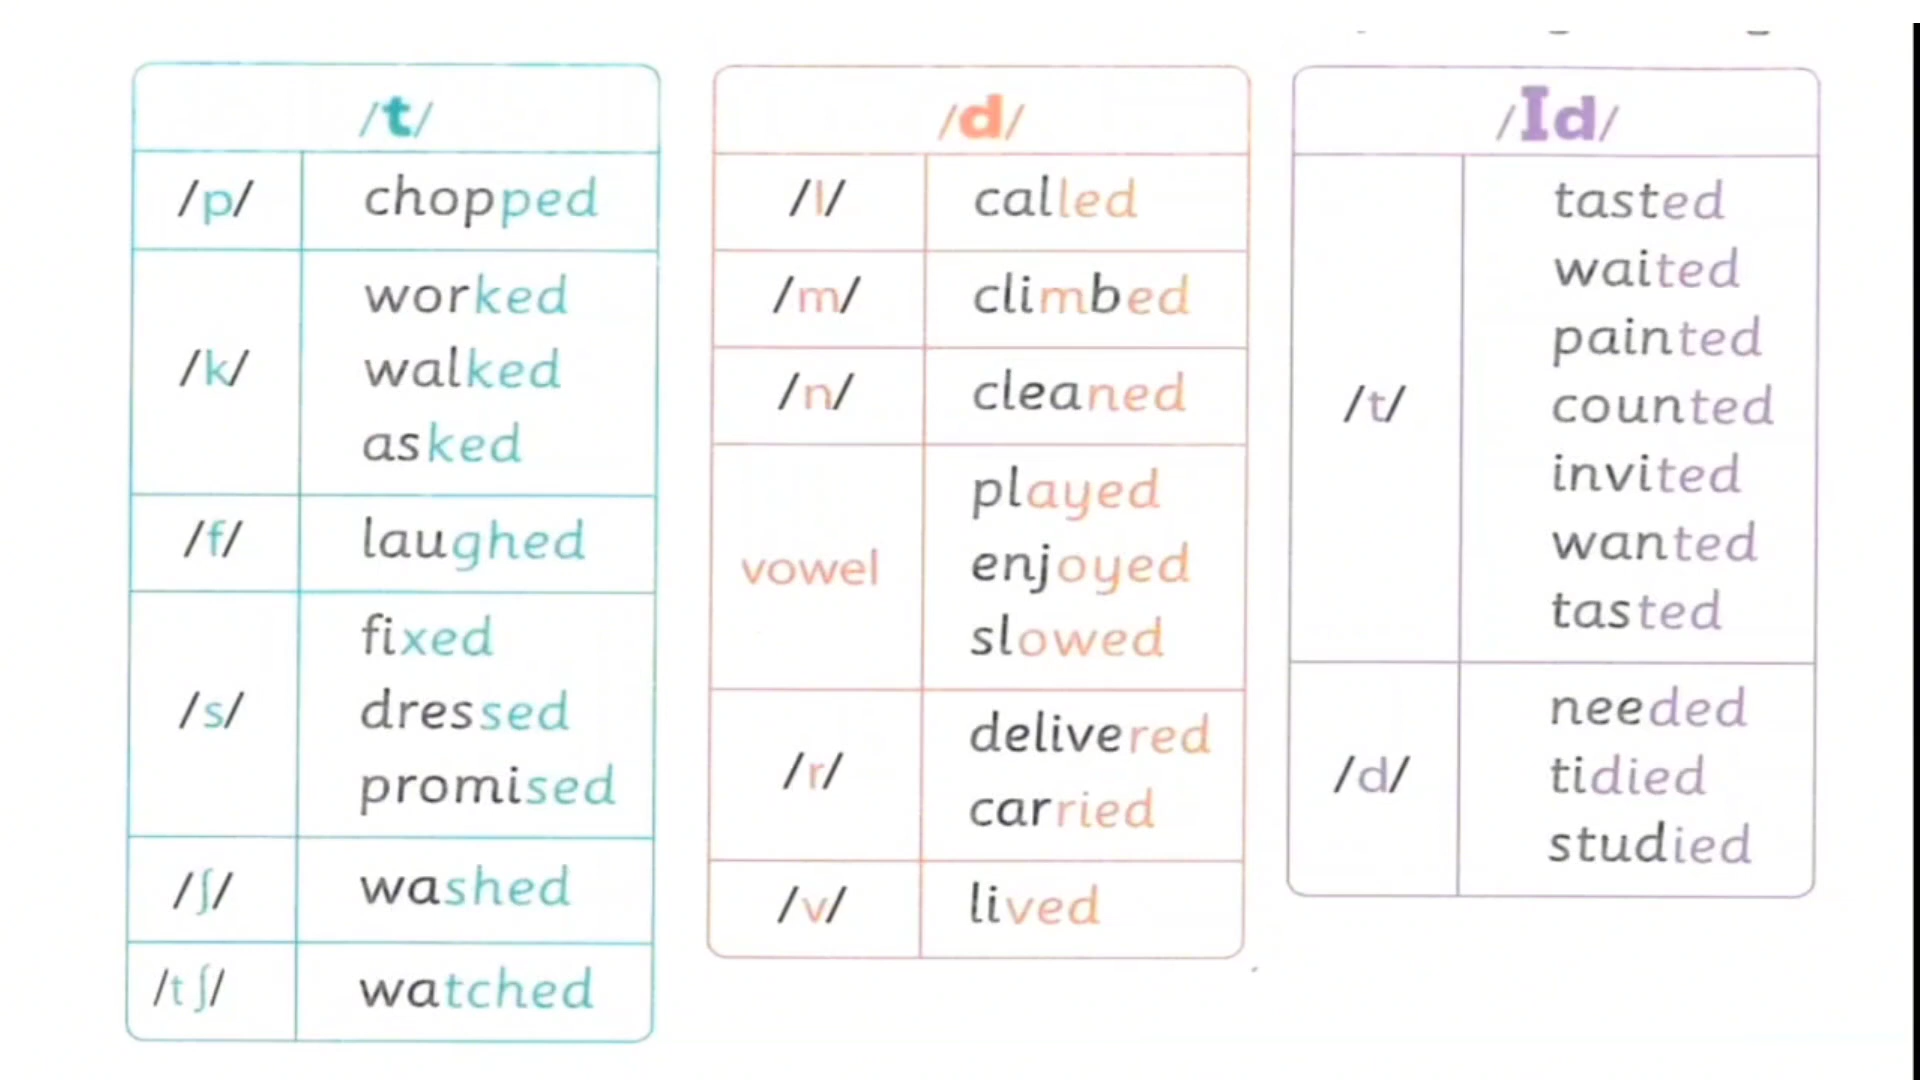 /t/
/p/ chopped
/k/ worked
walked
asked
/f/ laughed
/s/ fixed
dressed
promised
/ʃ/ washed
/t ʃ/ watched
/d/
/l/ called
/m/ climbed
/n/ cleaned
vowel played
enjoyed
slowed
/r/ delivered
carried
/v/ lived
/Id/
/t/ tasted
waited
painted
counted
invited
wanted
tasted
/d/ needed
tidied
studied